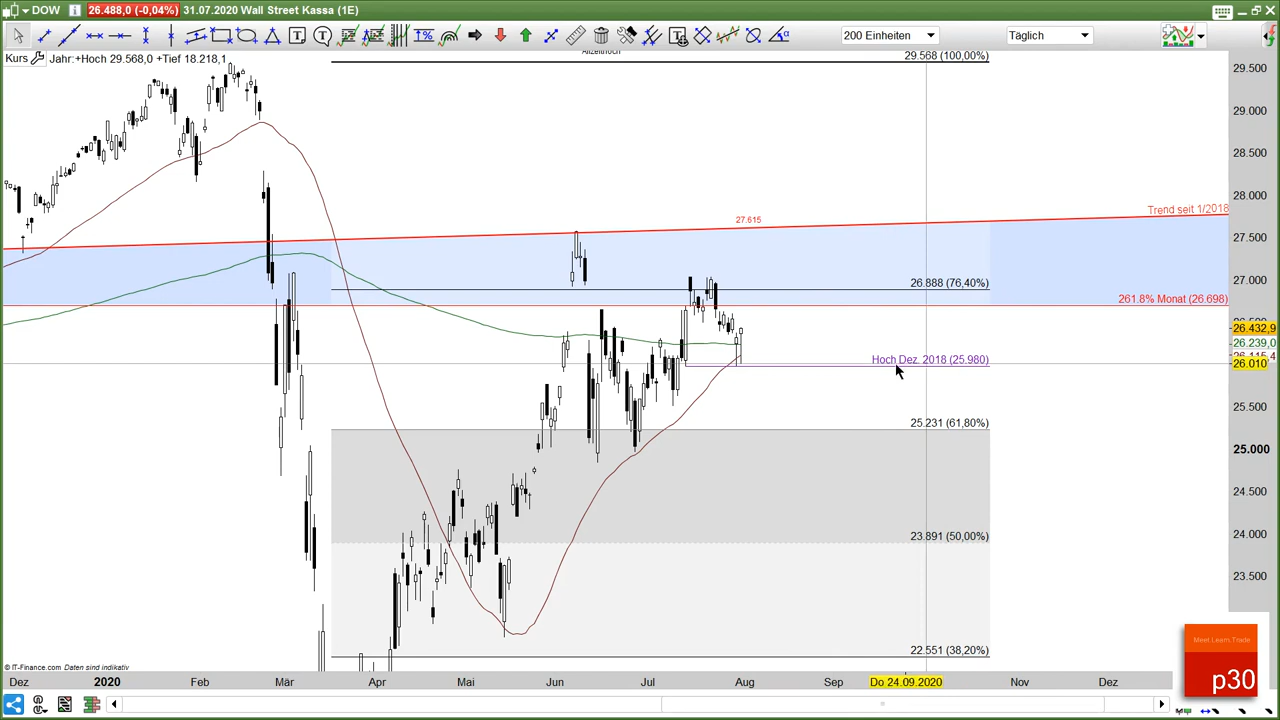 DOW 26.488,0 (-0,04%) 31.07.2020 Wall Street Kassa (1E)
200 Einheiten Täglich
Kurs Jahr:+Hoch 29.568,0 +Tief 18.218,1
29.568 (100,00%)
29.500
29.000
28.500
28.000
Trend seit 1/2018
27.615
27.500
27.000
26.888 (76,40%)
261.8% Monat (26.698)
26.432,9
26.239,0
Hoch Dez. 2018 (25.980)
26.010
25.500
25.231 (61,80%)
25.000
24.500
24.000
23.891 (50,00%)
23.500
22.551 (38,20%)
© IT-Finance.com Daten sind indikativ
Dez 2020 Feb Mär Apr Mai Jun Jul Aug Sep Do 24.09.2020 Nov Dez
Meet.Learn.Trade
p30